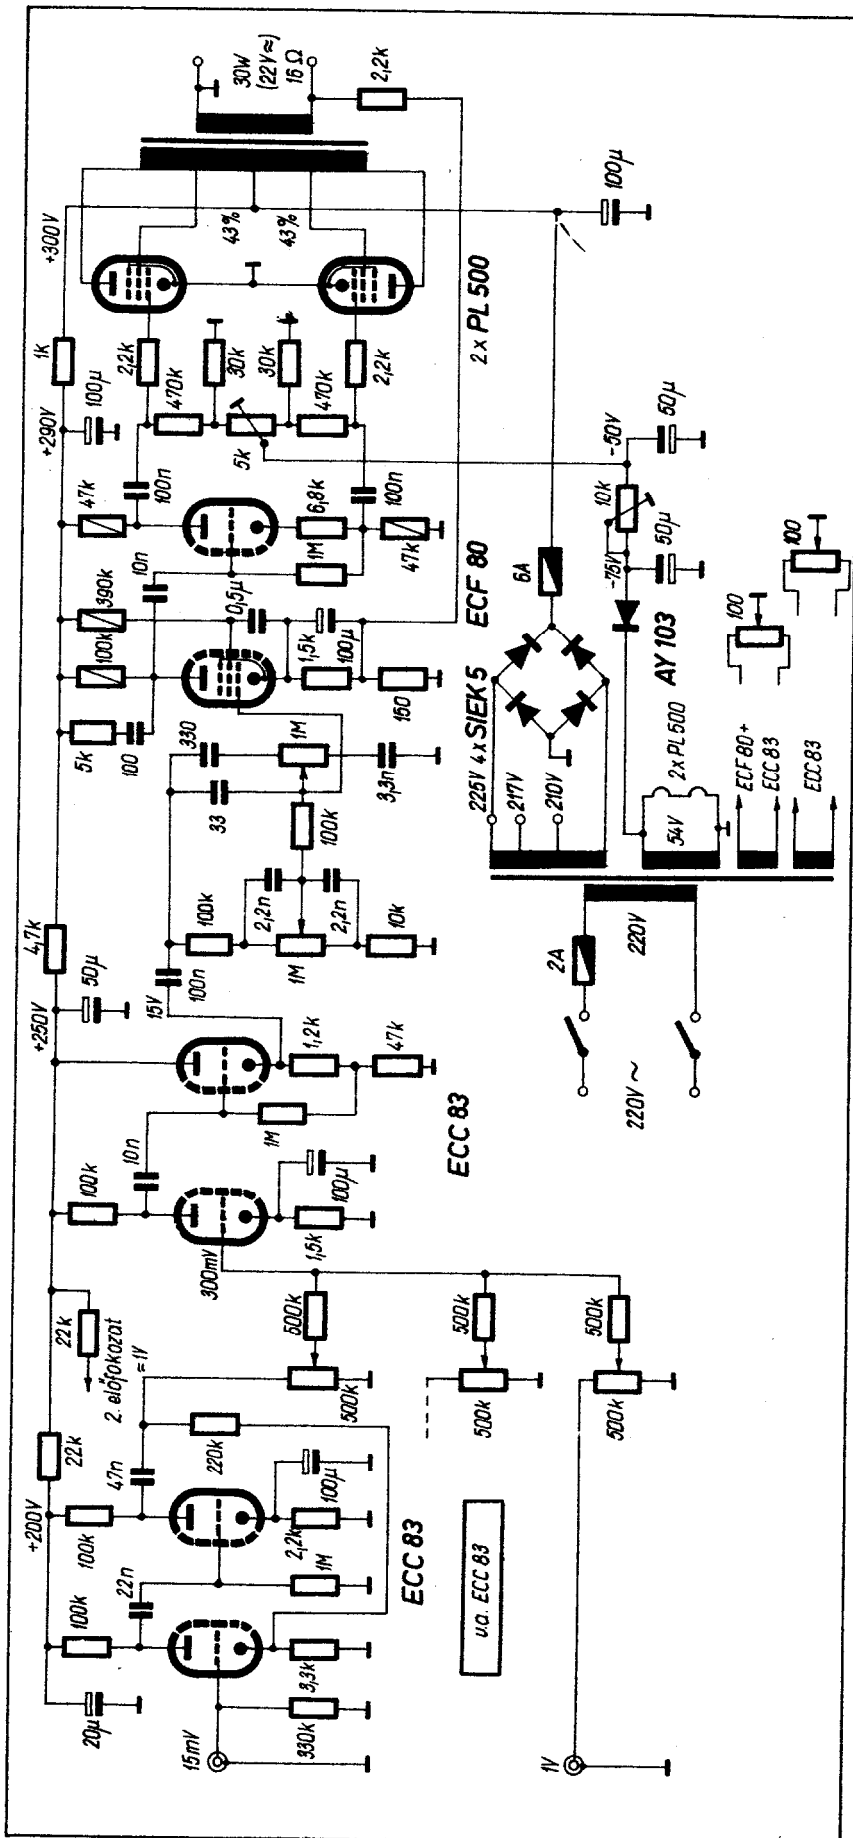 +200V
+250V
+290V
+300V
20µ
100k
100k
22k
22k
2. előfokozat
≈1V
100k
50µ
4,7k
5k
100
100k
390k
47k
100µ
1k
15mV
330k
22n
3,3k
1M
2,2k
100µ
47n
220k
ECC 83
500k
500k
300mV
1,5k
100µ
10n
1M
1,2k
47k
ECC 83
15V
100n
100k
2,2n
1M
2,2n
10k
100k
33
330
1M
3,3n
1,5k
150
100µ
0,5µ
10n
1M
6,8k
47k
ECF 80
100n
100n
470k
5k
470k
2,2k
30k
30k
2,2k
2 x PL 500
43%
43%
30W
(22V≈)
16 Ω
2,2k
u.a. ECC 83
500k
500k
1V
500k
500k
220V ~
2A
220V
225V
217V
210V
4 x SIEK 5
6A
100µ
54V
2x PL 500
AY 103
-75V
50µ
10k
-50V
50µ
ECF 80+
ECC 83
ECC 83
100
100